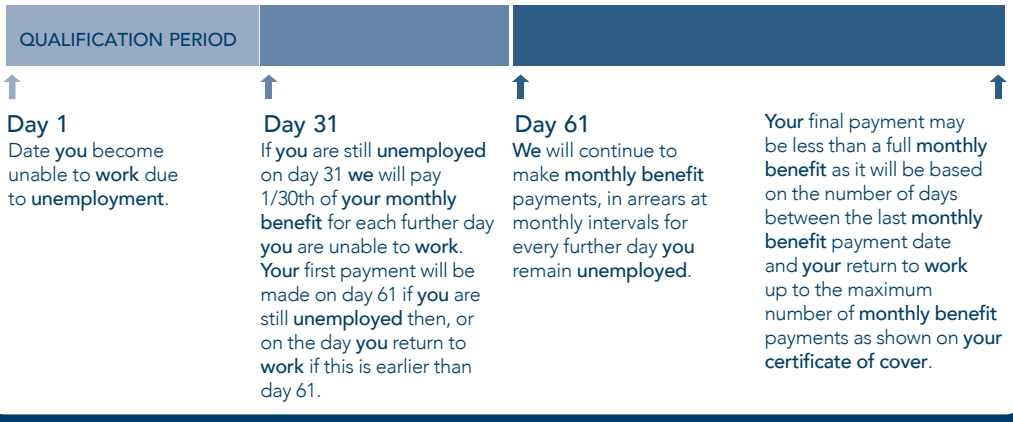 QUALIFICATION PERIOD
Day 1
Date you become
unable to work due
to unemployment.
Day 31
If you are still unemployed
on day 31 we will pay
1/30th of your monthly
benefit for each further day
you are unable to work.
Your first payment will be
made on day 61 if you are
still unemployed then, or
on the day you return to
work if this is earlier than
day 61.
Day 61
We will continue to
make monthly benefit
payments, in arrears at
monthly intervals for
every further day you
remain unemployed.
Your final payment may
be less than a full monthly
benefit as it will be based
on the number of days
between the last monthly
benefit payment date
and your return to work
up to the maximum
number of monthly benefit
payments as shown on your
certificate of cover.